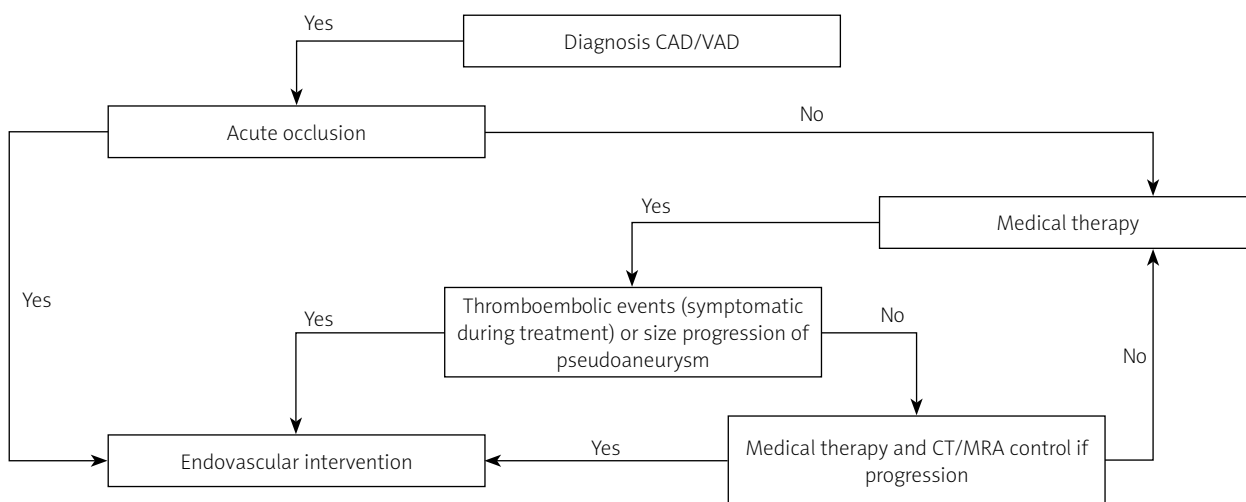 Yes
Diagnosis CAD/VAD
Acute occlusion
No
Yes
Medical therapy
Yes
Thromboembolic events (symptomatic
during treatment) or size progression of
pseudoaneurysm
Yes
No
No
Endovascular intervention
Yes
Medical therapy and CT/MRA control if
progression